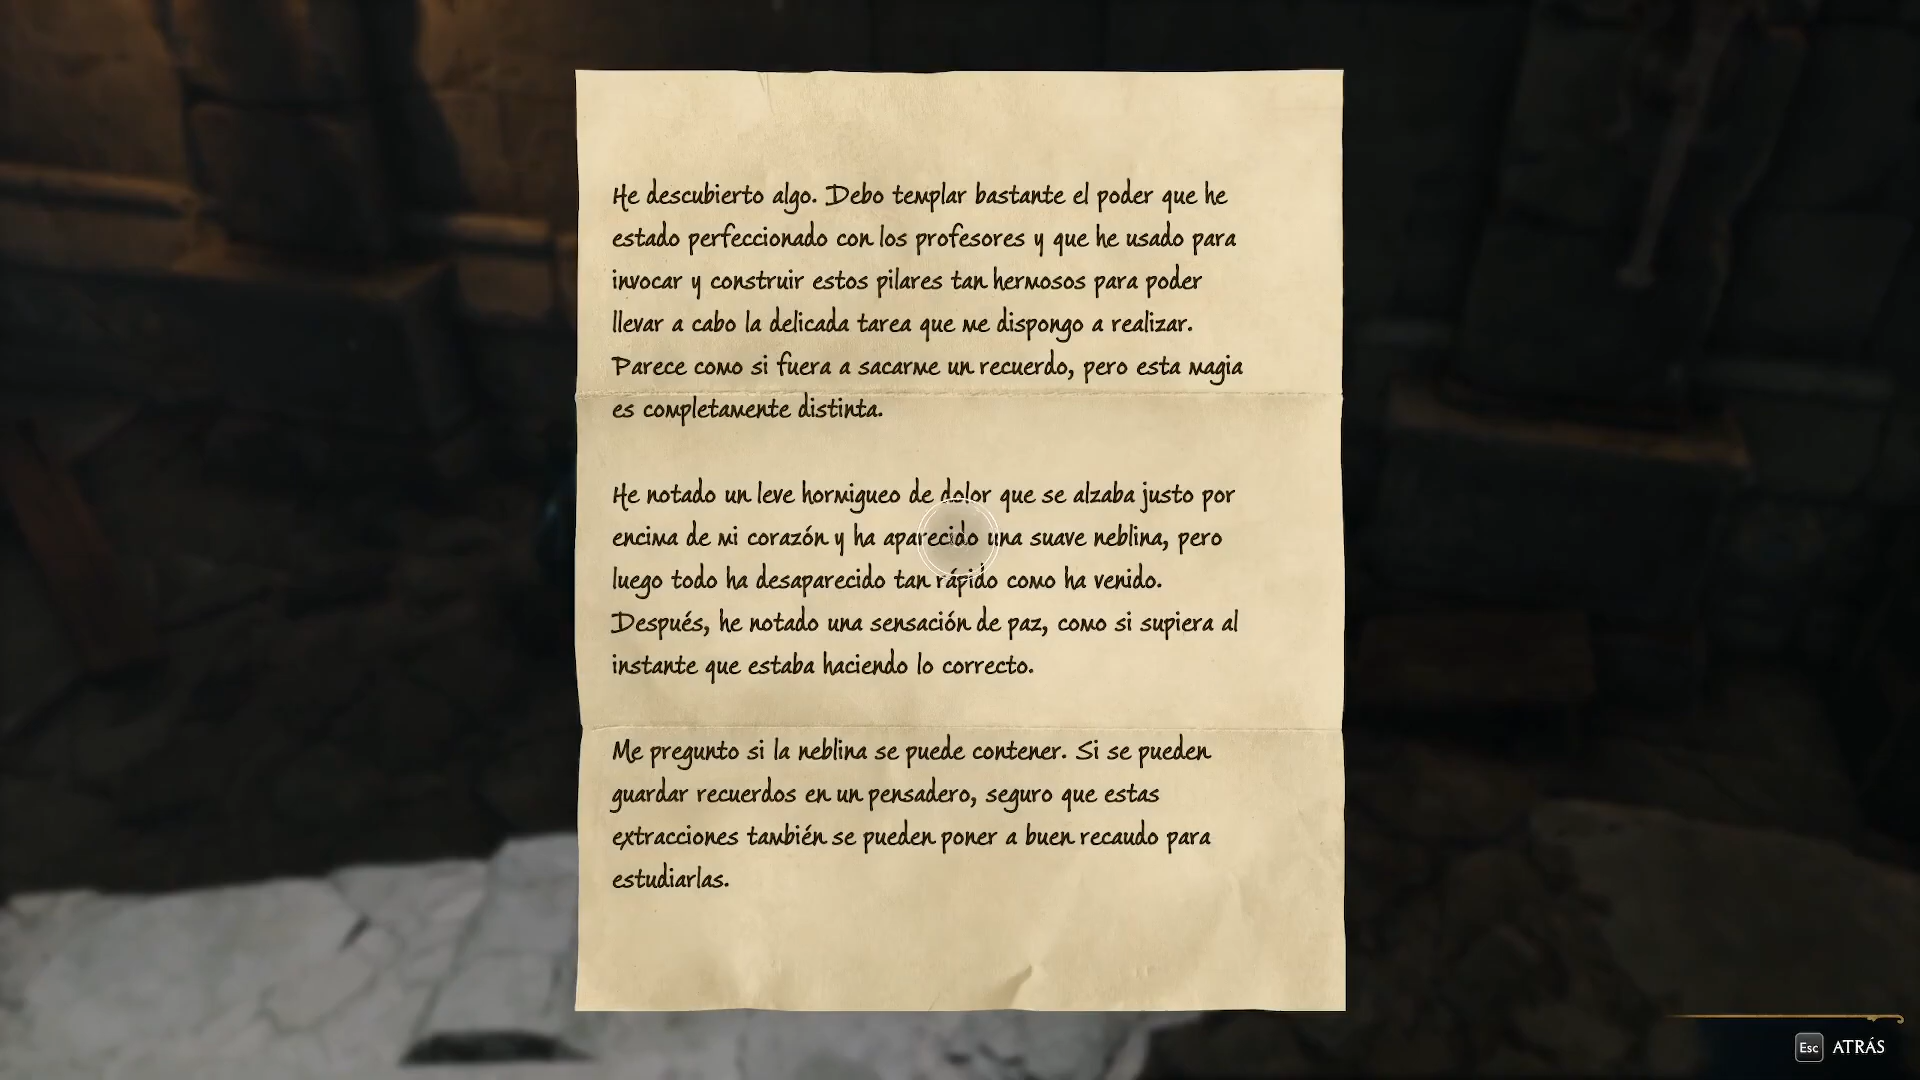 He descubierto algo. Debo templar bastante el poder que he
estado perfeccionado con los profesores y que he usado para
invocar y construir estos pilares tan hermosos para poder
llevar a cabo la delicada tarea que me dispongo a realizar.
Parece como si fuera a sacarme un recuerdo, pero esta magia
es completamente distinta.
He notado un leve hormigueo de dolor que se alzaba justo por
encima de mi corazón y ha aparecido una suave neblina, pero
luego todo ha desaparecido tan rápido como ha venido.
Después, he notado una sensación de paz, como si supiera al
instante que estaba haciendo lo correcto.
Me pregunto si la neblina se puede contener. Si se pueden
guardar recuerdos en un pensadero, seguro que estas
extracciones también se pueden poner a buen recaudo para
estudiarlas.
Esc ATRÁS